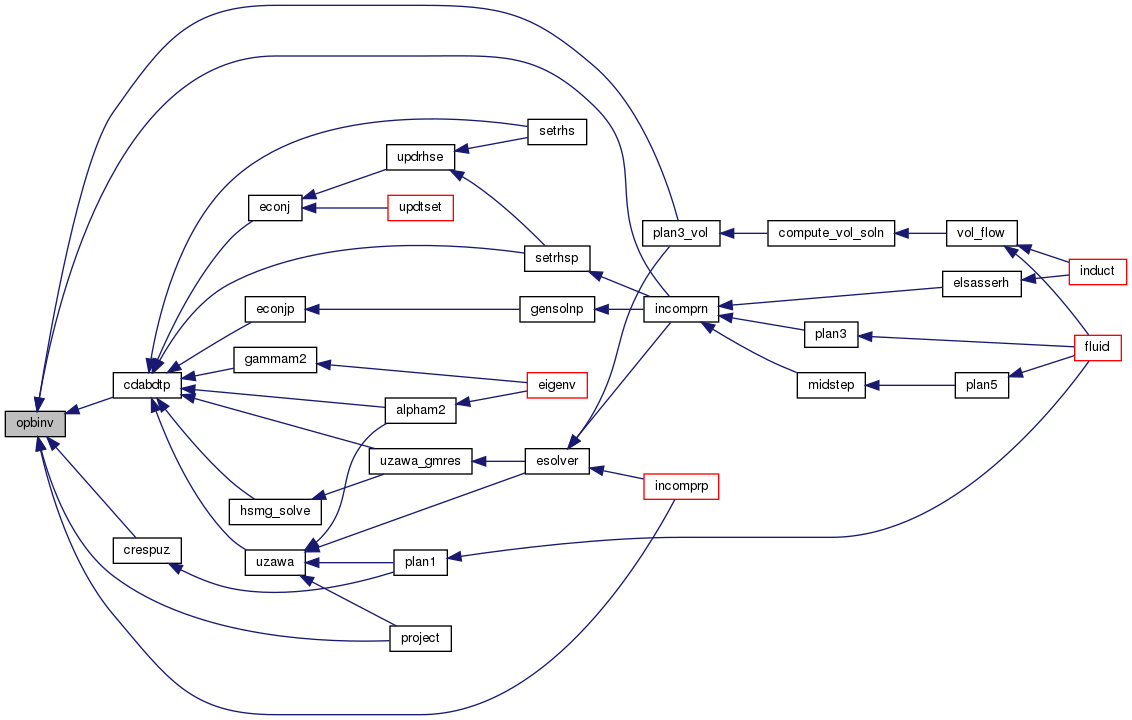 setrhs
updrhse
econj
updtset
plan3_vol
compute_vol_soln
vol_flow
setrhsp
induct
elsasserh
econjp
gensolnp
incomprn
plan3
fluid
gammam2
cdabdtp
eigenv
midstep
plan5
alpham2
opbinv
uzawa_gmres
esolver
incomprp
hsmg_solve
crespuz
uzawa
plan1
project